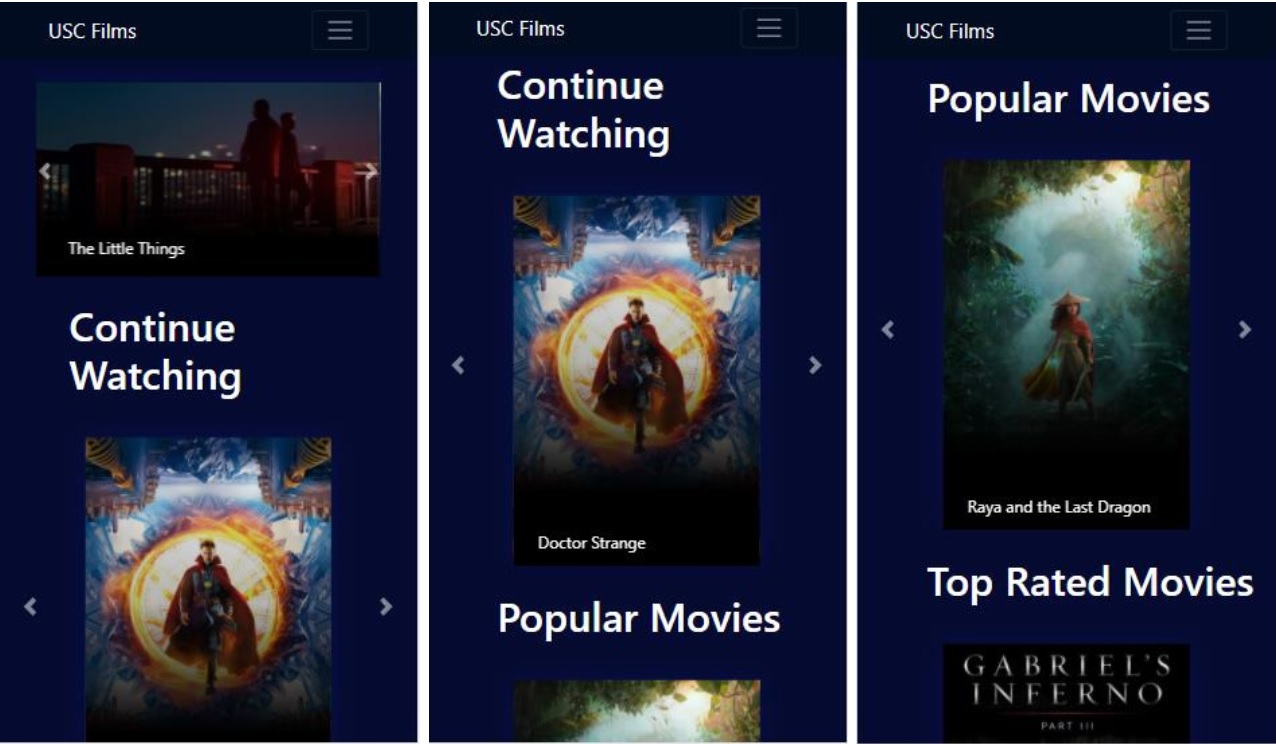 USC Films
The Little Things
Continue
Watching
USC Films
Continue
Watching
Doctor Strange
Popular Movies
USC Films
Popular Movies
Raya and the Last Dragon
Top Rated Movies
GABRIEL'S
INFERNO
PART III